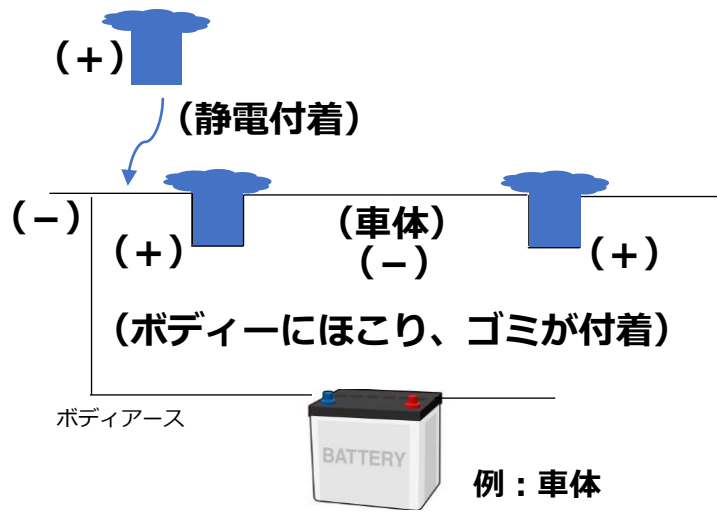 （+）
（静電付着）
（−）
（+）
（車体）
（−）
（+）
（ボディーにほこり、ゴミが付着）
ボディアース
BATTERY
例：車体